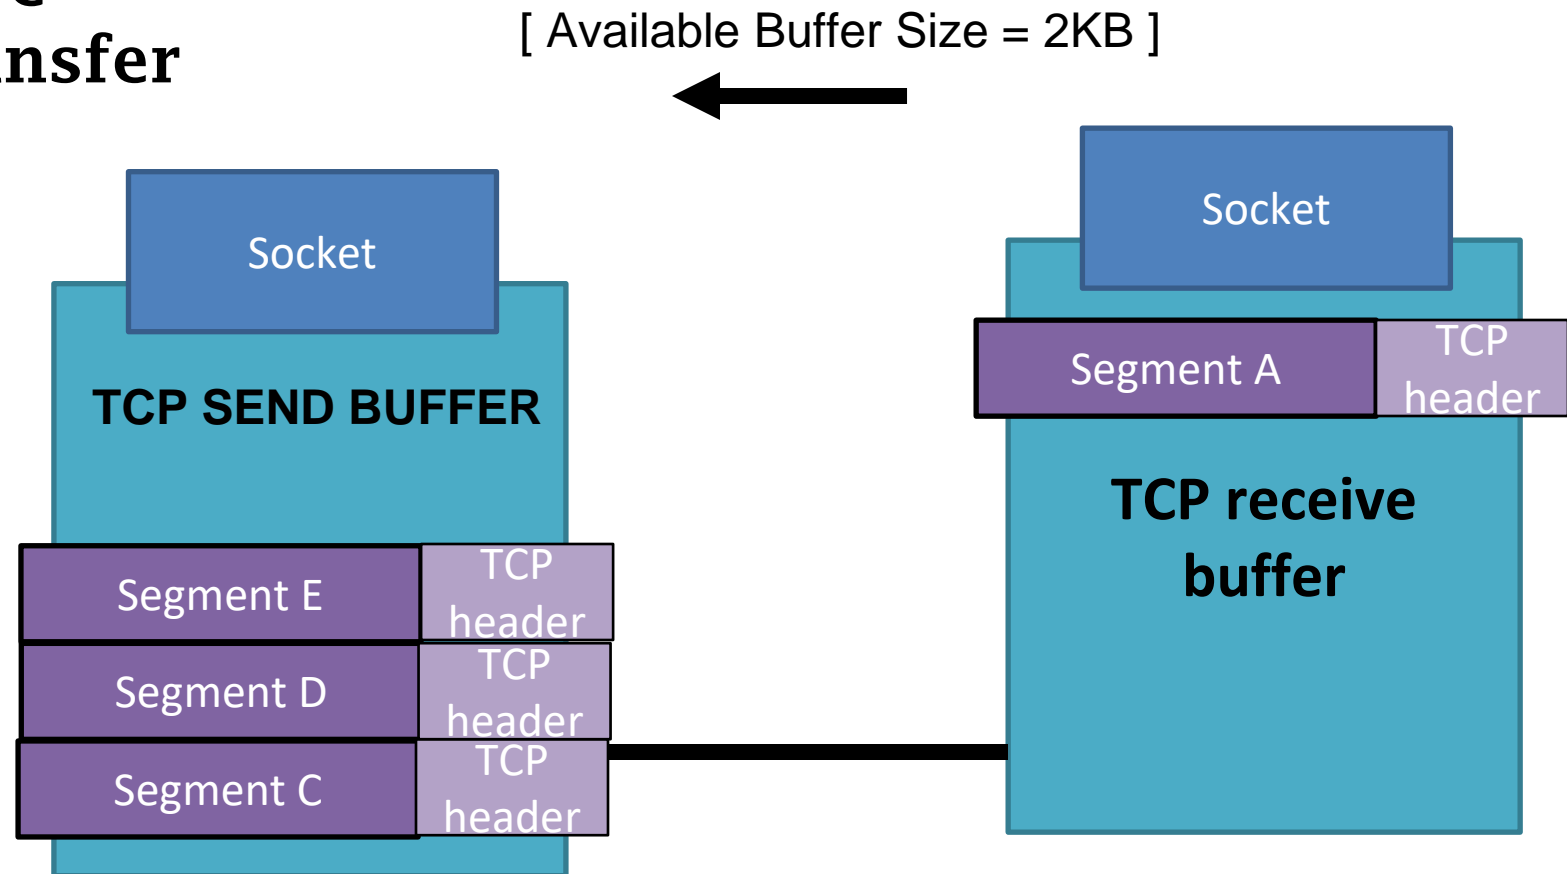 nsfer
[ Available Buffer Size = 2KB ]
Socket
TCP SEND BUFFER
Segment E
TCP
header
Segment D
TCP
header
Segment C
TCP
header
Socket
Segment A
TCP
header
TCP receive
buffer